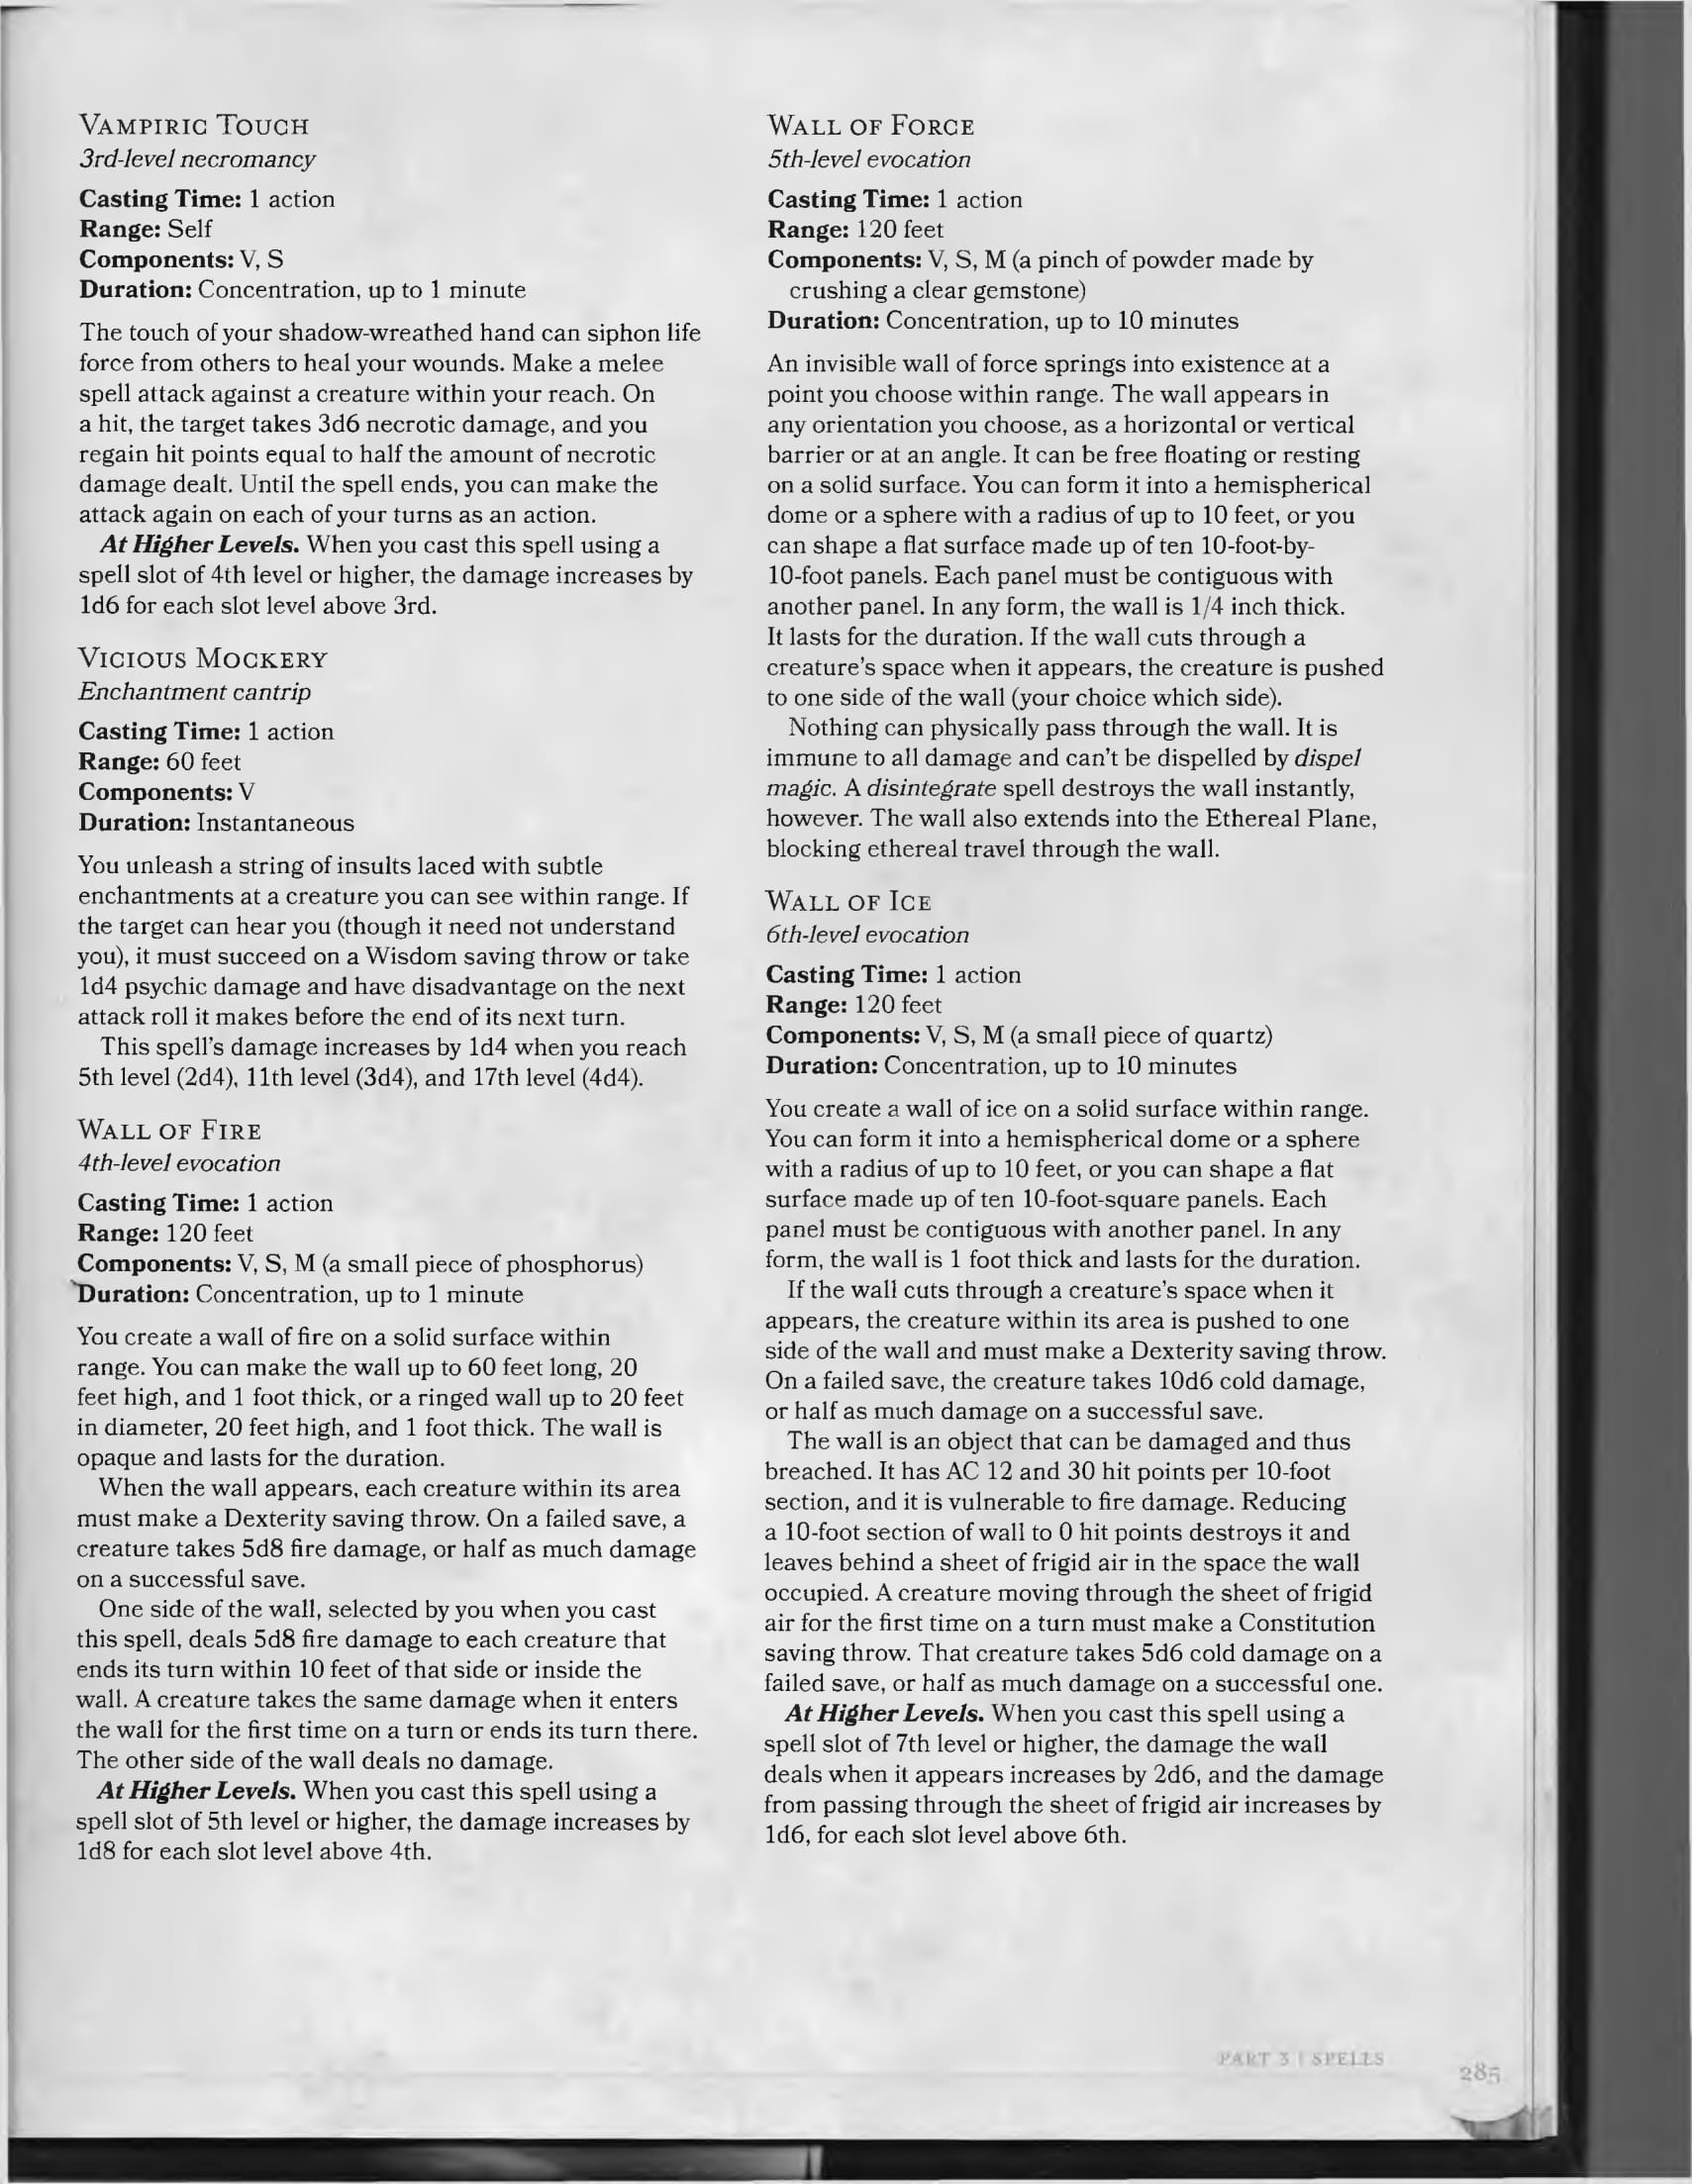 VAMPIRIC TOUCH
3rd-level necromancy
Casting Time: 1 action
Range: Self
Components: V, S
Duration: Concentration, up to 1 minute
The touch of your shadow-wreathed hand can siphon life
force from others to heal your wounds. Make a melee
spell attack against a creature within your reach. On
a hit, the target takes 3d6 necrotic damage, and you
regain hit points equal to half the amount of necrotic
damage dealt. Until the spell ends, you can make the
attack again on each of your turns as an action.
At Higher Levels. When you cast this spell using a
spell slot of 4th level or higher, the damage increases by
1d6 for each slot level above 3rd.
VICIOUS MOCKERY
Enchantment cantrip
Casting Time: 1 action
Range: 60 feet
Components: V
Duration: Instantaneous
You unleash a string of insults laced with subtle
enchantments at a creature you can see within range. If
the target can hear you (though it need not understand
you), it must succeed on a Wisdom saving throw or take
1d4 psychic damage and have disadvantage on the next
attack roll it makes before the end of its next turn.
This spell's damage increases by 1d4 when you reach
5th level (2d4), 11th level (3d4), and 17th level (4d4).
WALL OF FIRE
4th-level evocation
Casting Time: 1 action
Range: 120 feet
Components: V, S, M (a small piece of phosphorus)
Duration: Concentration, up to 1 minute
You create a wall of fire on a solid surface within
range. You can make the wall up to 60 feet long, 20
feet high, and 1 foot thick, or a ringed wall up to 20 feet
in diameter, 20 feet high, and 1 foot thick. The wall is
opaque and lasts for the duration.
When the wall appears, each creature within its area
must make a Dexterity saving throw. On a failed save, a
creature takes 5d8 fire damage, or half as much damage
on a successful save.
One side of the wall, selected by you when you cast
this spell, deals 5d8 fire damage to each creature that
ends its turn within 10 feet of that side or inside the
wall. A creature takes the same damage when it enters
the wall for the first time on a turn or ends its turn there.
The other side of the wall deals no damage.
At Higher Levels. When you cast this spell using a
spell slot of 5th level or higher, the damage increases by
1d8 for each slot level above 4th.
WALL OF FORCE
5th-level evocation
Casting Time: 1 action
Range: 120 feet
Components: V, S, M (a pinch of powder made by
crushing a clear gemstone)
Duration: Concentration, up to 10 minutes
An invisible wall of force springs into existence at a
point you choose within range. The wall appears in
any orientation you choose, as a horizontal or vertical
barrier or at an angle. It can be free floating or resting
on a solid surface. You can form it into a hemispherical
dome or a sphere with a radius of up to 10 feet, or you
can shape a flat surface made up of ten 10-foot-by-
10-foot panels. Each panel must be contiguous with
another panel. In any form, the wall is 1/4 inch thick.
It lasts for the duration. If the wall cuts through a
creature's space when it appears, the creature is pushed
to one side of the wall (your choice which side).
Nothing can physically pass through the wall. It is
immune to all damage and can't be dispelled by dispel
magic. A disintegrate spell destroys the wall instantly,
however. The wall also extends into the Ethereal Plane,
blocking ethereal travel through the wall.
WALL OF ICE
6th-level evocation
Casting Time: 1 action
Range: 120 feet
Components: V, S, M (a small piece of quartz)
Duration: Concentration, up to 10 minutes
You create a wall of ice on a solid surface within range.
You can form it into a hemispherical dome or a sphere
with a radius of up to 10 feet, or you can shape a flat
surface made up of ten 10-foot-square panels. Each
panel must be contiguous with another panel. In any
form, the wall is 1 foot thick and lasts for the duration.
If the wall cuts through a creature's space when it
appears, the creature within its area is pushed to one
side of the wall and must make a Dexterity saving throw.
On a failed save, the creature takes 10d6 cold damage,
or half as much damage on a successful save.
The wall is an object that can be damaged and thus
breached. It has AC 12 and 30 hit points per 10-foot
section, and it is vulnerable to fire damage. Reducing
a 10-foot section of wall to 0 hit points destroys it and
leaves behind a sheet of frigid air in the space the wall
occupied. A creature moving through the sheet of frigid
air for the first time on a turn must make a Constitution
saving throw. That creature takes 5d6 cold damage on a
failed save, or half as much damage on a successful one.
At Higher Levels. When you cast this spell using a
spell slot of 7th level or higher, the damage the wall
deals when it appears increases by 2d6, and the damage
from passing through the sheet of frigid air increases by
1d6, for each slot level above 6th.
PART 3 | SPELLS
285